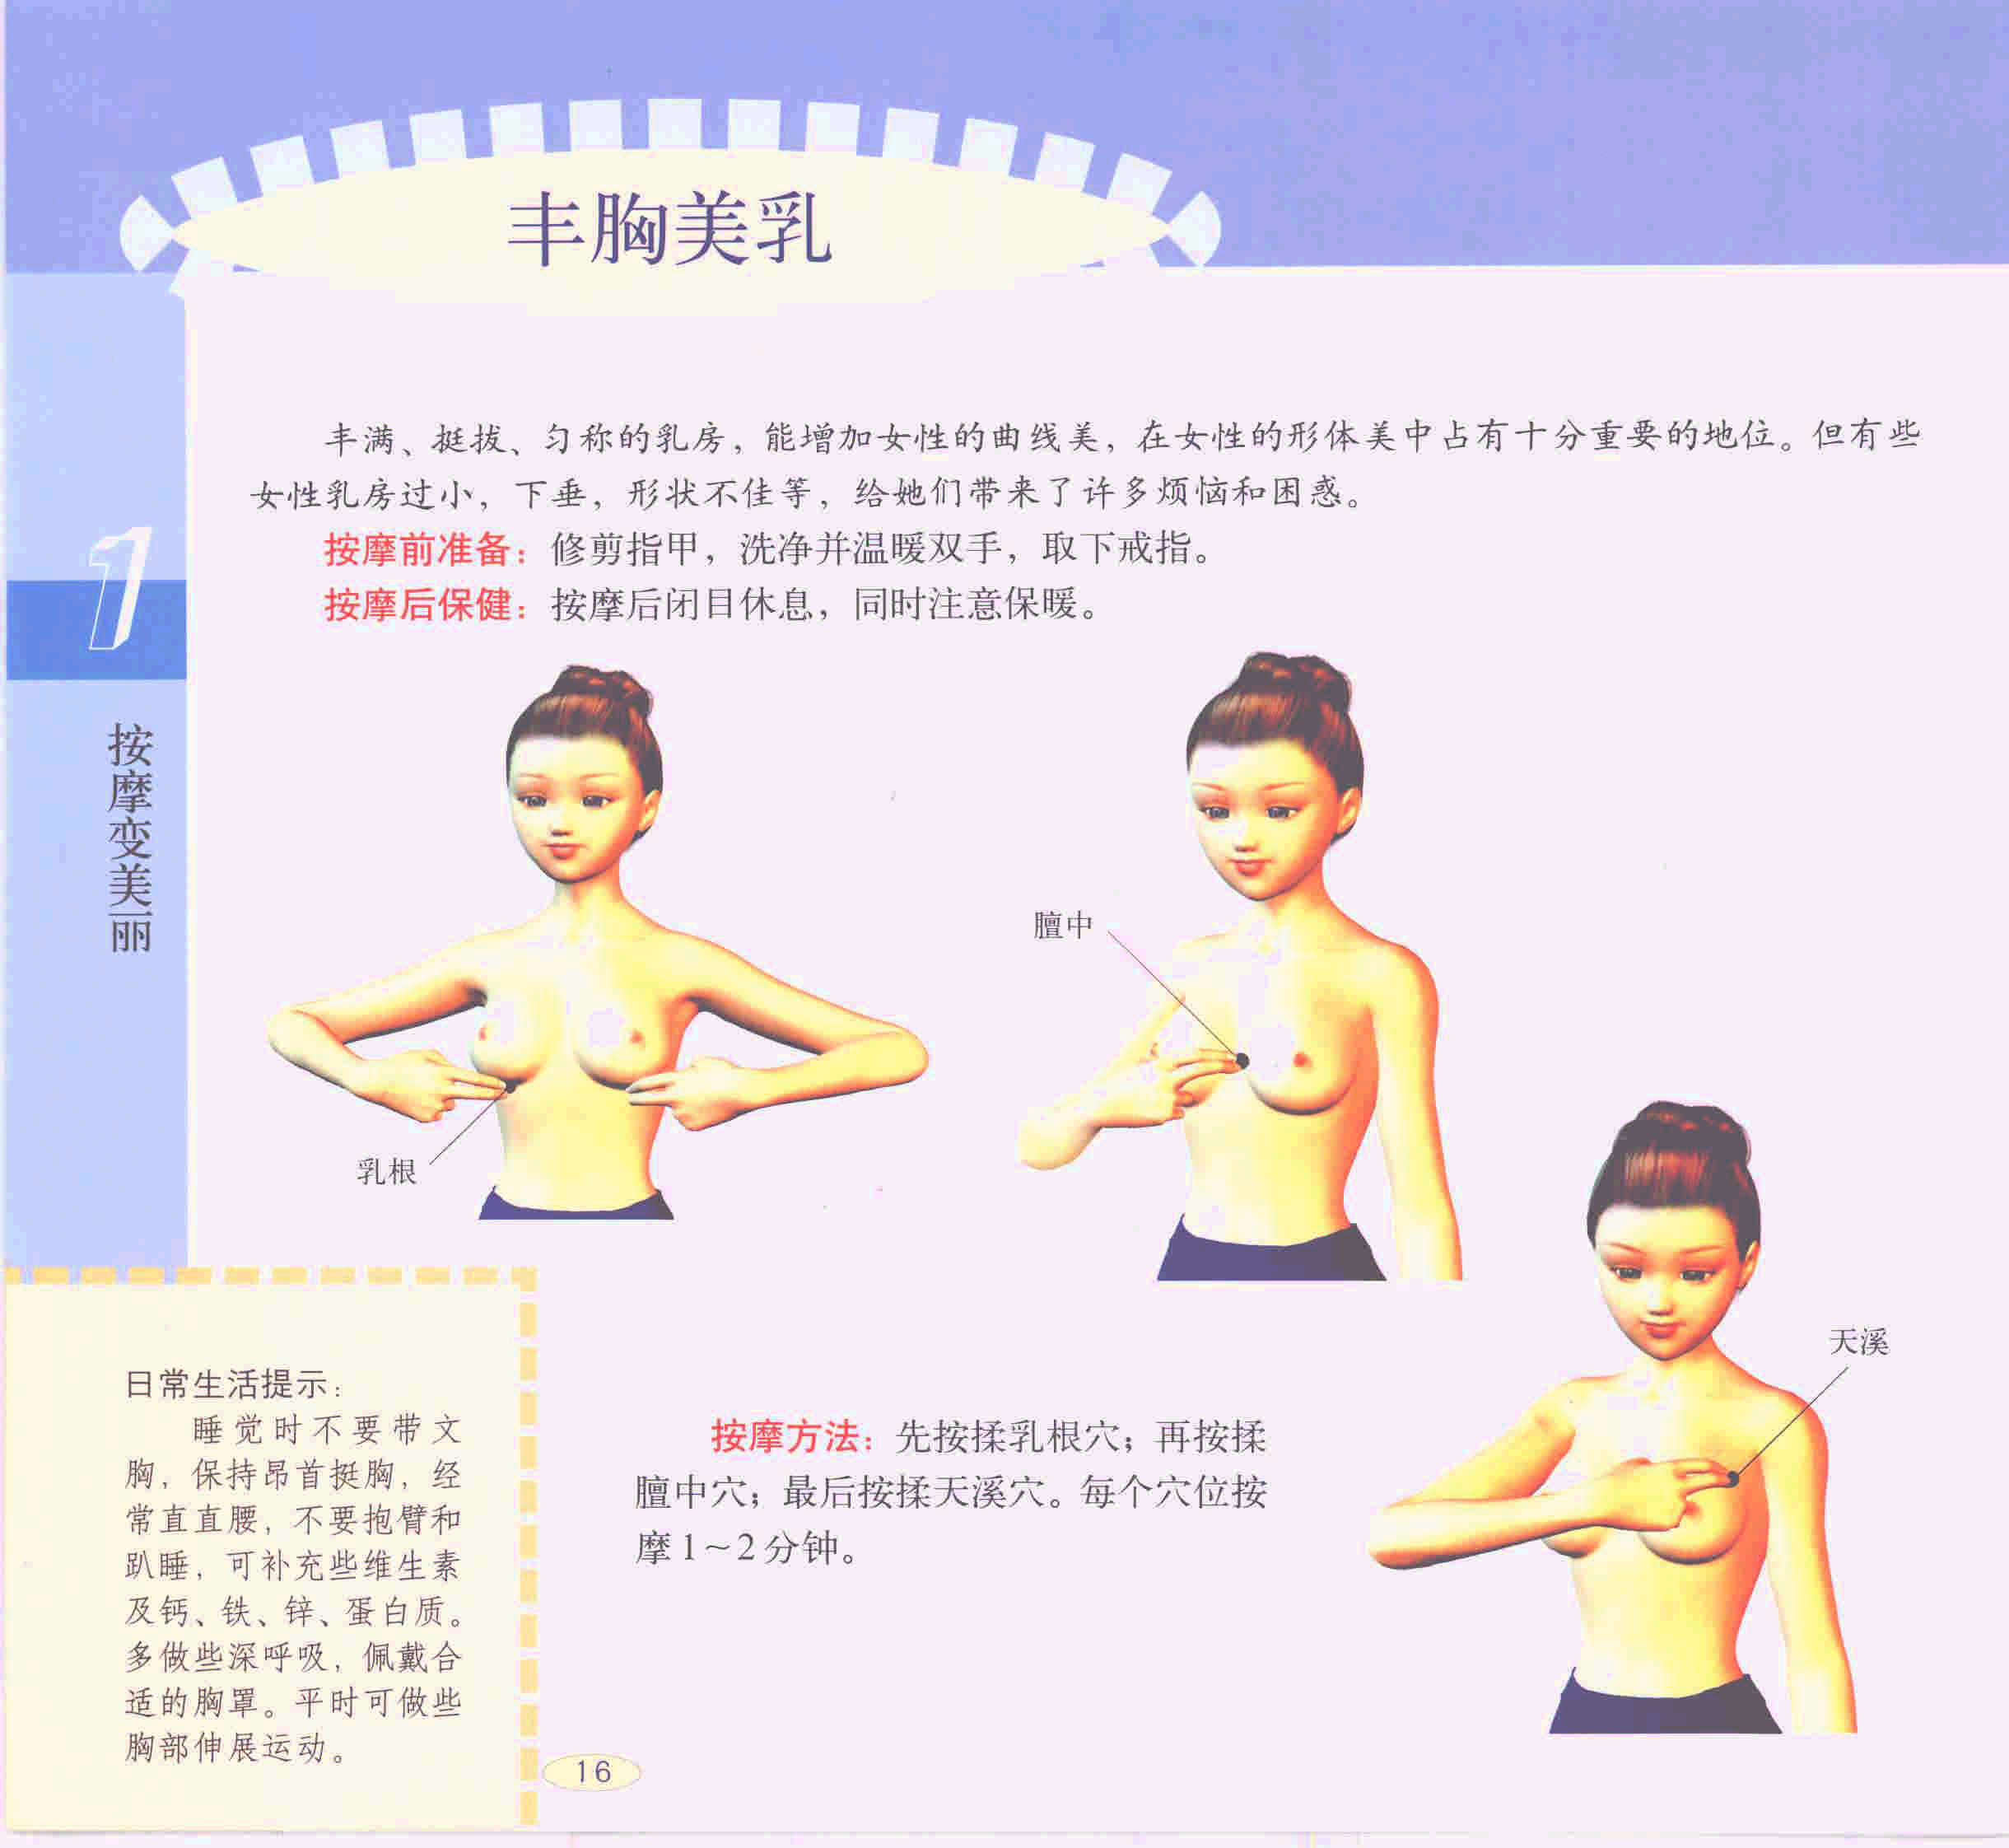 丰胸美乳
丰满、挺拔、匀称的乳房，能增加女性的曲线美，在女性的形体美中占有十分重要的地位。但有些
女性乳房过小，下垂，形状不佳等，给她们带来了许多烦恼和困惑。
按摩前准备：修剪指甲，洗净并温暖双手，取下戒指。
按摩后保健：按摩后闭目休息，同时注意保暖。
1
按摩变美丽
乳根
膻中
天溪
按摩方法：先按揉乳根穴；再按揉
膻中穴；最后按揉天溪穴。每个穴位按
摩1～2分钟。
日常生活提示：
睡觉时不要带文
胸，保持昂首挺胸，经
常直直腰，不要抱臂和
趴睡，可补充些维生素
及钙、铁、锌、蛋白质。
多做些深呼吸，佩戴合
适的胸罩。平时可做些
胸部伸展运动。
16